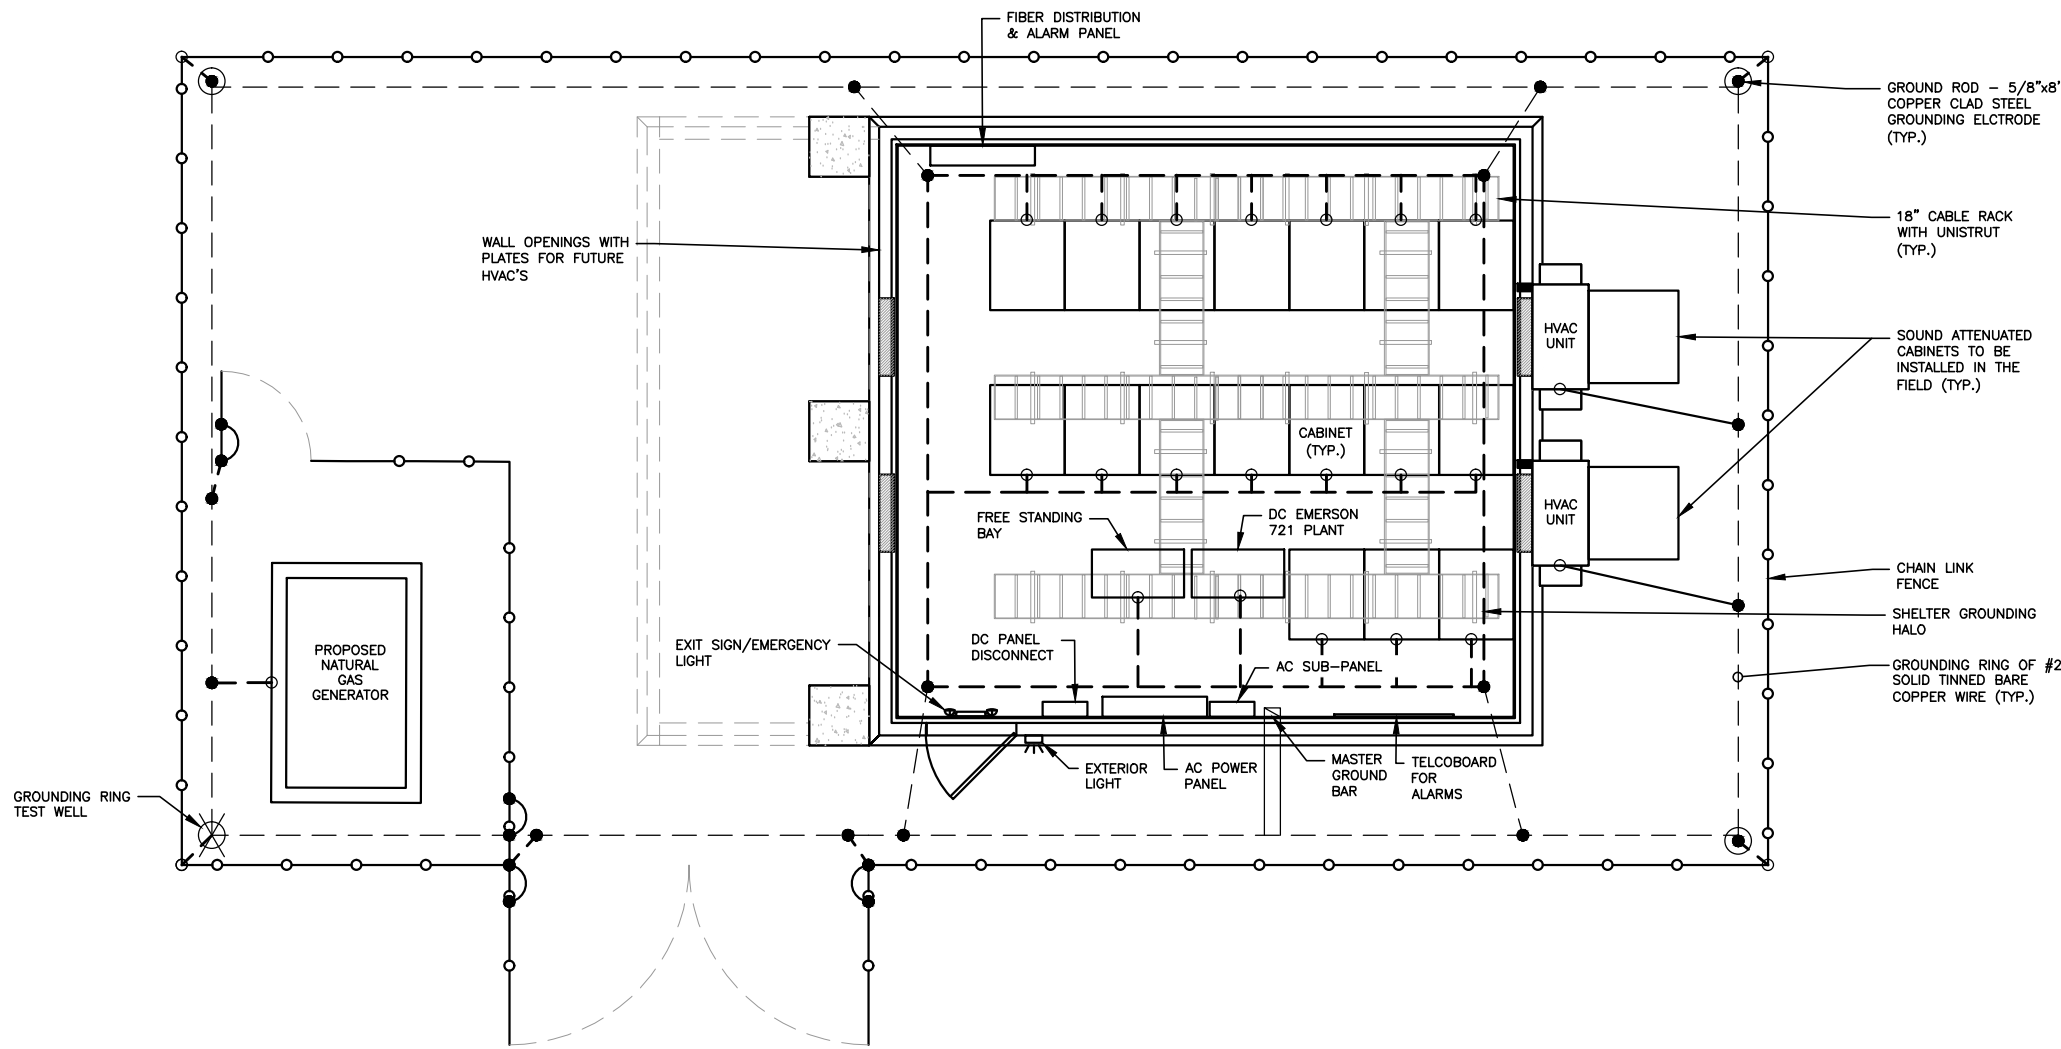 FIBER DISTRIBUTION
& ALARM PANEL
GROUND ROD – 5/8"x8'
COPPER CLAD STEEL
GROUNDING ELCTRODE
(TYP.)
18" CABLE RACK
WITH UNISTRUT
(TYP.)
WALL OPENINGS WITH
PLATES FOR FUTURE
HVAC'S
HVAC
UNIT
SOUND ATTENUATED
CABINETS TO BE
INSTALLED IN THE
FIELD (TYP.)
CABINET
(TYP.)
HVAC
UNIT
FREE STANDING
BAY
DC EMERSON
721 PLANT
CHAIN LINK
FENCE
SHELTER GROUNDING
HALO
EXIT SIGN/EMERGENCY
LIGHT
DC PANEL
DISCONNECT
AC SUB-PANEL
PROPOSED
NATURAL
GAS
GENERATOR
GROUNDING RING OF #2
SOLID TINNED BARE
COPPER WIRE (TYP.)
EXTERIOR
LIGHT
AC POWER
PANEL
MASTER
GROUND
BAR
TELCOBOARD
FOR
ALARMS
GROUNDING RING
TEST WELL